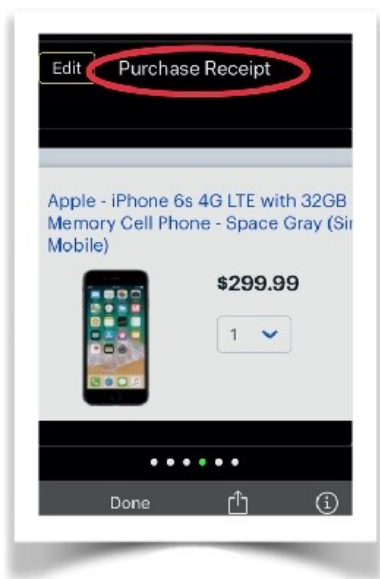 Edit Purchase Receipt
Apple - iPhone 6s 4G LTE with 32GB
Memory Cell Phone - Space Gray (Sim
Mobile)
$299.99
1
Done